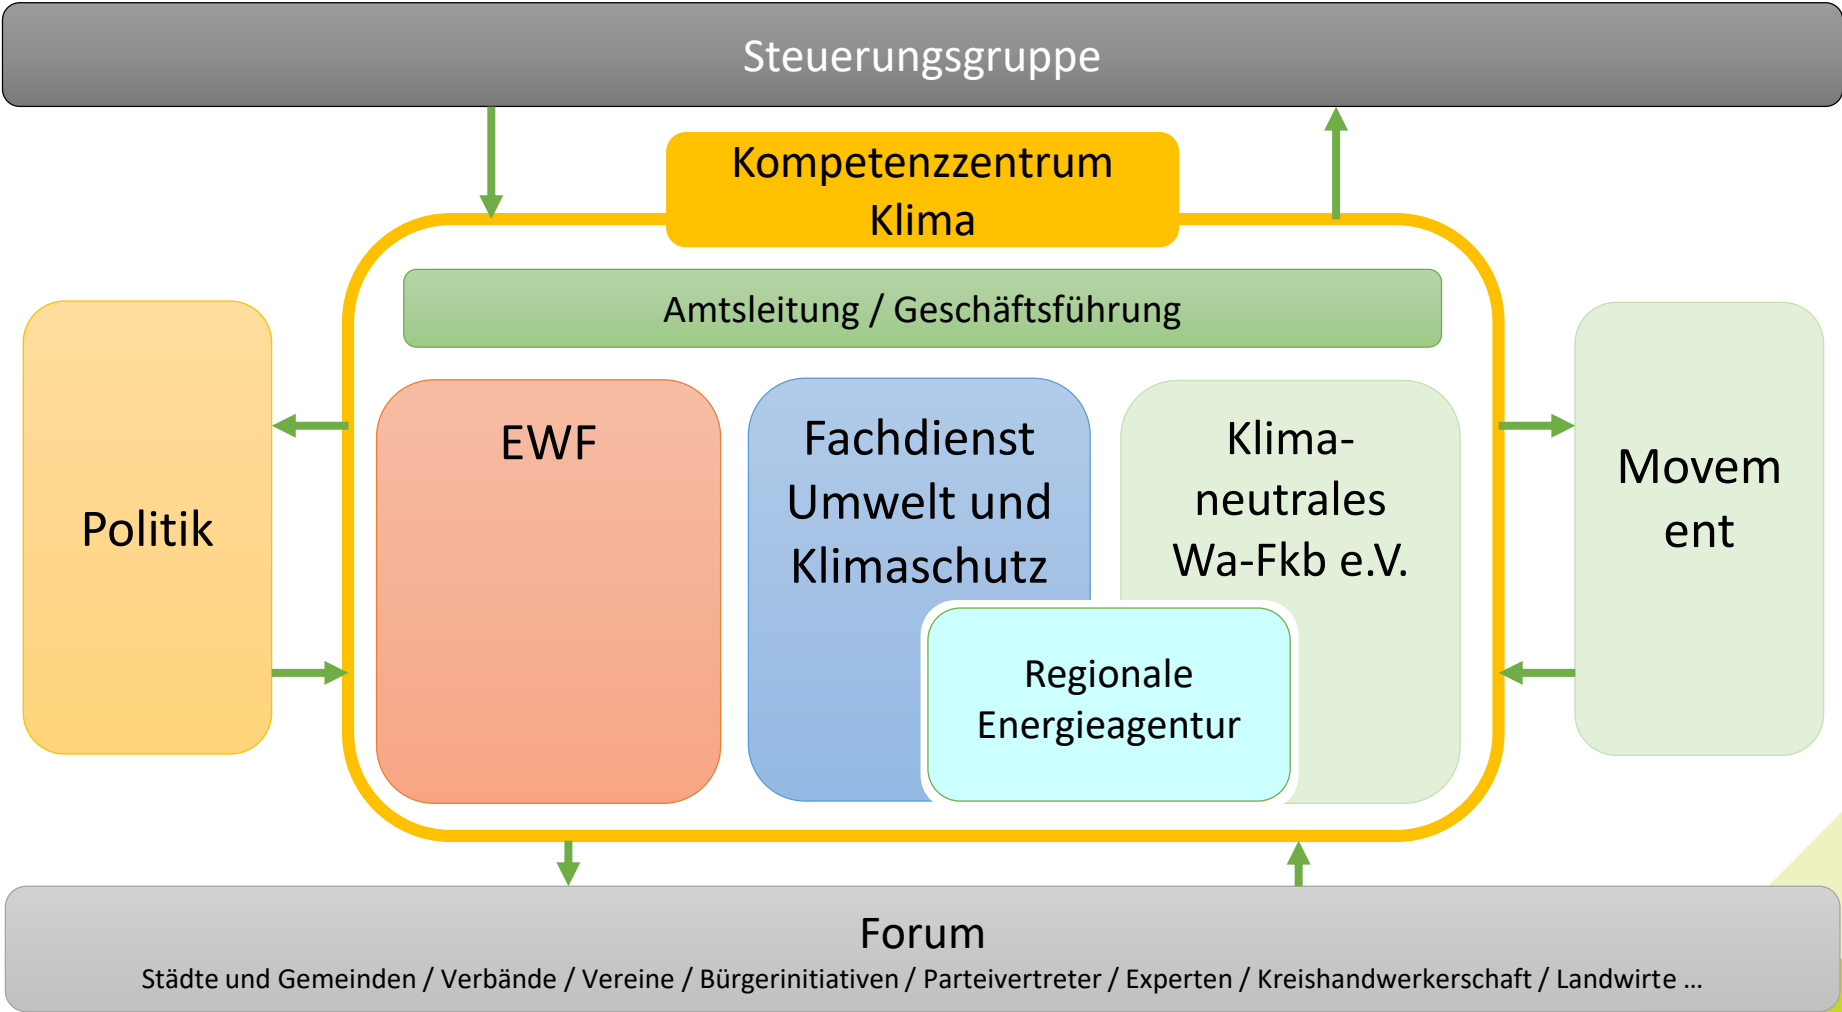 Steuerungsgruppe
Kompetenzzentrum
Klima
Amtsleitung / Geschäftsführung
Politik
EWF
Fachdienst
Umwelt und
Klimaschutz
Klima-
neutrales
Wa-Fkb e.V.
Regionale
Energieagentur
Movem
ent
Forum
Städte und Gemeinden / Verbände / Vereine / Bürgerinitiativen / Parteivertreter / Experten / Kreishandwerkerschaft / Landwirte ...